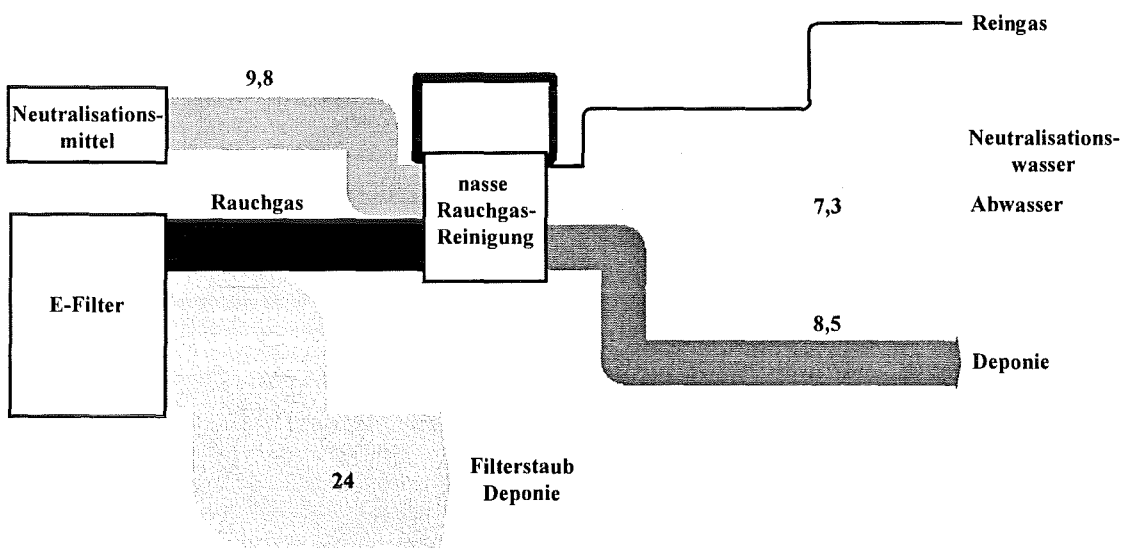 Reingas
9,8
Neutralisations-
mittel
Neutralisations-
wasser
nasse
Rauchgas-
Reinigung
Rauchgas
7,3
Abwasser
E-Filter
8,5
Deponie
24
Filterstaub
Deponie